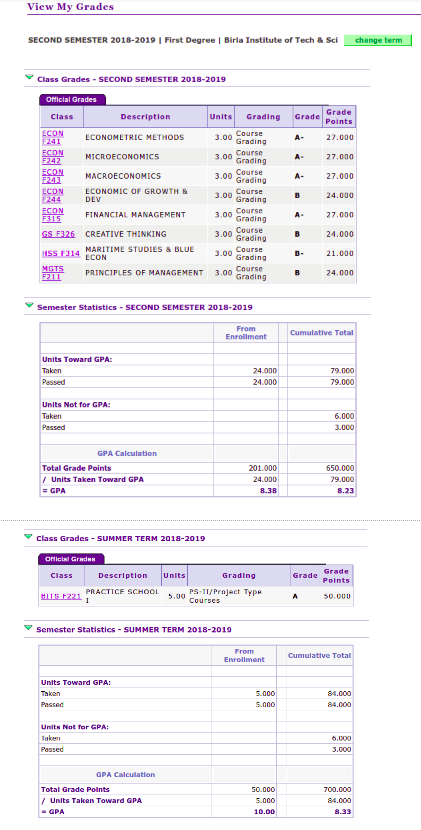 View My Grades
SECOND SEMESTER 2018-2019 | First Degree | Birla Institute of Tech & Sci change term
Class Grades - SECOND SEMESTER 2018-2019
Official Grades
Class Description Units Grading Grade Grade Points
ECON F241 ECONOMETRIC METHODS 3.00 Course Grading A- 27.000
ECON F242 MICROECONOMICS 3.00 Course Grading A- 27.000
ECON F243 MACROECONOMICS 3.00 Course Grading A- 27.000
ECON F244 ECONOMIC OF GROWTH & DEV 3.00 Course Grading B 24.000
ECON F315 FINANCIAL MANAGEMENT 3.00 Course Grading A- 27.000
GS F326 CREATIVE THINKING 3.00 Course Grading B 24.000
HSS F314 MARITIME STUDIES & BLUE ECON 3.00 Course Grading B- 21.000
MGTS F211 PRINCIPLES OF MANAGEMENT 3.00 Course Grading B 24.000
Semester Statistics - SECOND SEMESTER 2018-2019
From Enrollment Cumulative Total
Units Toward GPA:
Taken 24.000 79.000
Passed 24.000 79.000
Units Not for GPA:
Taken 6.000
Passed 3.000
GPA Calculation
Total Grade Points 201.000 650.000
/ Units Taken Toward GPA 24.000 79.000
= GPA 8.38 8.23
Class Grades - SUMMER TERM 2018-2019
Official Grades
Class Description Units Grading Grade Grade Points
BITS F221 PRACTICE SCHOOL I 5.00 PS-II/Project Type Courses A 50.000
Semester Statistics - SUMMER TERM 2018-2019
From Enrollment Cumulative Total
Units Toward GPA:
Taken 5.000 84.000
Passed 5.000 84.000
Units Not for GPA:
Taken 6.000
Passed 3.000
GPA Calculation
Total Grade Points 50.000 700.000
/ Units Taken Toward GPA 5.000 84.000
= GPA 10.00 8.33